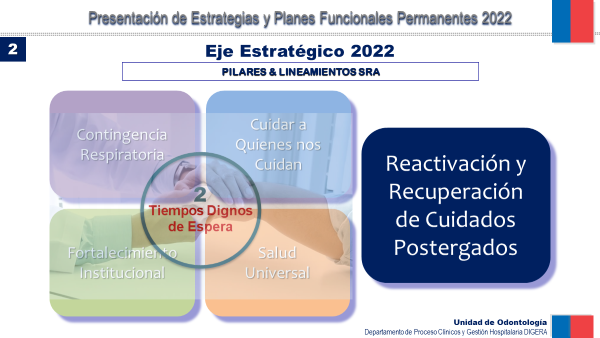 Presentación de Estrategias y Planes Funcionales Permanentes 2022
2
Eje Estratégico 2022
PILARES & LINEAMIENTOS SRA
Contingencia
Respiratoria
Cuidar a
Quienes nos
Cuidan
2
Tiempos Dignos
de Espera
Fortalecimiento
Institucional
Salud
Universal
Reactivación y
Recuperación
de Cuidados
Postergados
Unidad de Odontología
Departamento de Proceso Clínicos y Gestión Hospitalaria DIGERA